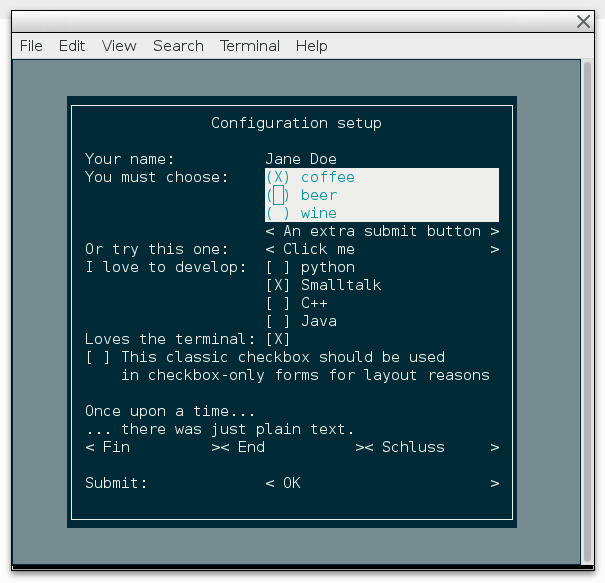 File Edit View Search Terminal Help
Configuration setup
Your name: Jane Doe
You must choose: (X) coffee
( ) beer
( ) wine
< An extra submit button >
Or try this one: < Click me >
I love to develop: [ ] python
[X] Smalltalk
[ ] C++
[ ] Java
Loves the terminal: [X]
[ ] This classic checkbox should be used
in checkbox-only forms for layout reasons
Once upon a time...
... there was just plain text.
< Fin >< End >< Schluss >
Submit: < OK >